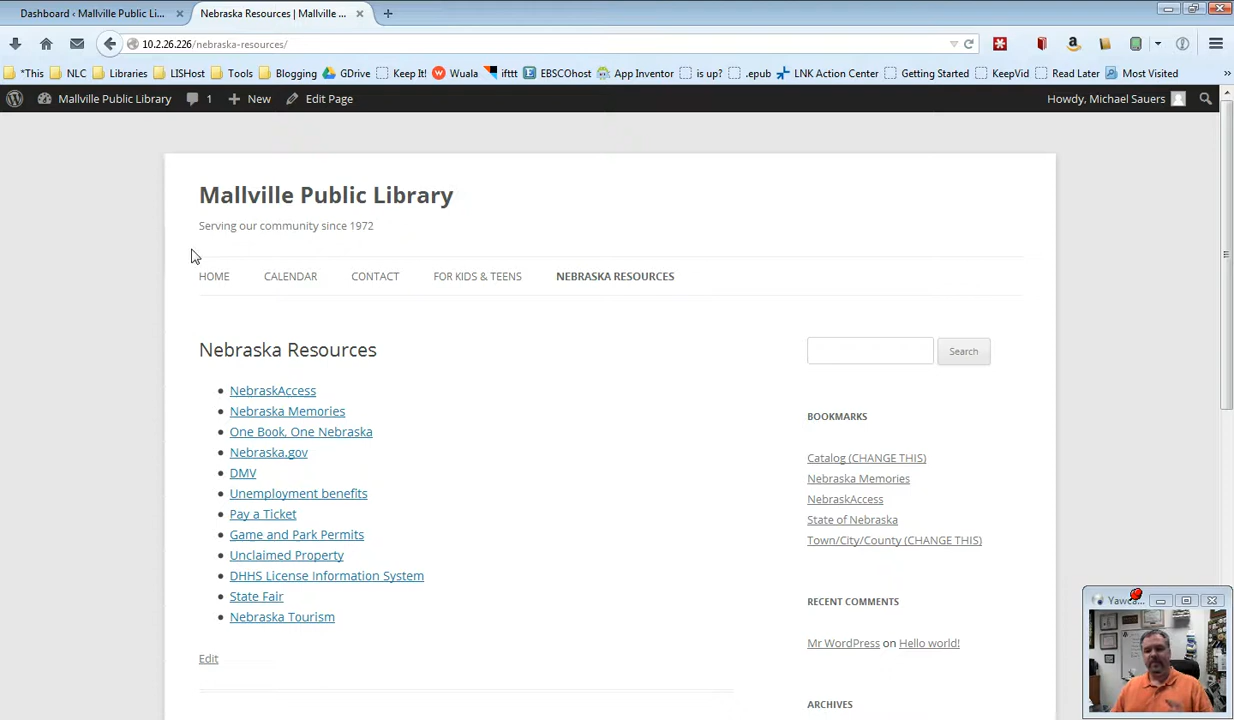 Dashboard ‹ Mallville Public Li... × Nebraska Resources | Mallville ... × +
10.2.26.226/nebraska-resources/
*This NLC Libraries LISHost Tools Blogging GDrive Keep It! Wuala ifttt EBSCOhost App Inventor is up? .epub LNK Action Center Getting Started KeepVid Read Later Most Visited »
Mallville Public Library 1 + New Edit Page Howdy, Michael Sauers
Mallville Public Library
Serving our community since 1972
HOME CALENDAR CONTACT FOR KIDS & TEENS NEBRASKA RESOURCES
Nebraska Resources
Search
• NebraskAccess
• Nebraska Memories
• One Book, One Nebraska
• Nebraska.gov
• DMV
• Unemployment benefits
• Pay a Ticket
• Game and Park Permits
• Unclaimed Property
• DHHS License Information System
• State Fair
• Nebraska Tourism
Edit
BOOKMARKS
Catalog (CHANGE THIS)
Nebraska Memories
NebraskAccess
State of Nebraska
Town/City/County (CHANGE THIS)
RECENT COMMENTS
Mr WordPress on Hello world!
ARCHIVES
Yawca...